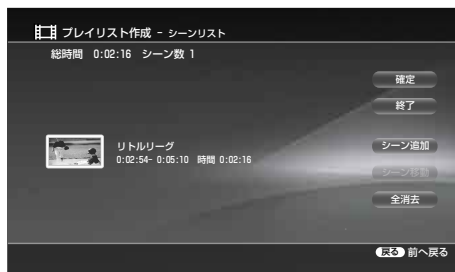 プレイリスト作成 - シーンリスト
総時間 0:02:16 シーン数 1
確定
終了
リトルリーグ
0:02:54- 0:05:10 時間 0:02:16
シーン追加
シーン移動
全消去
戻る 前へ戻る